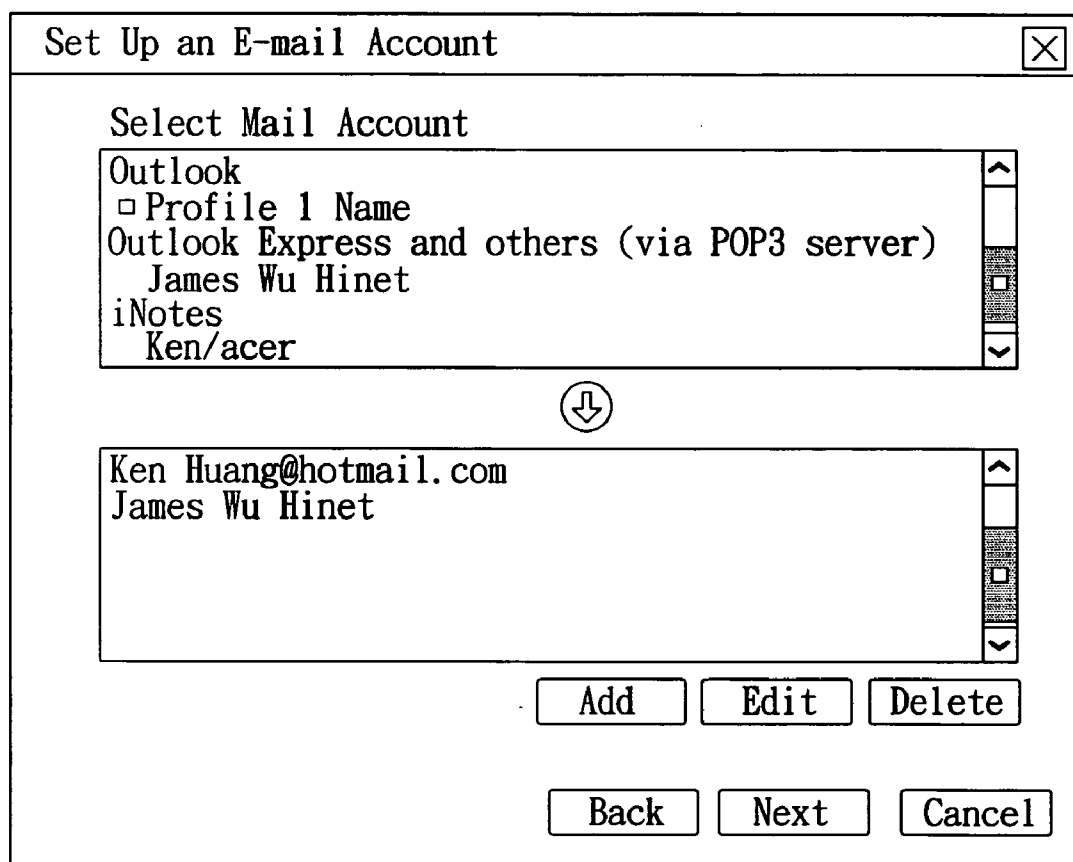 Set Up an E-mail Account
Select Mail Account
Outlook
Profile 1 Name
Outlook Express and others (via POP3 server)
James Wu Hinet
iNotes
Ken/acer
Ken Huang@hotmail.com
James Wu Hinet
Add Edit Delete
Back Next Cancel